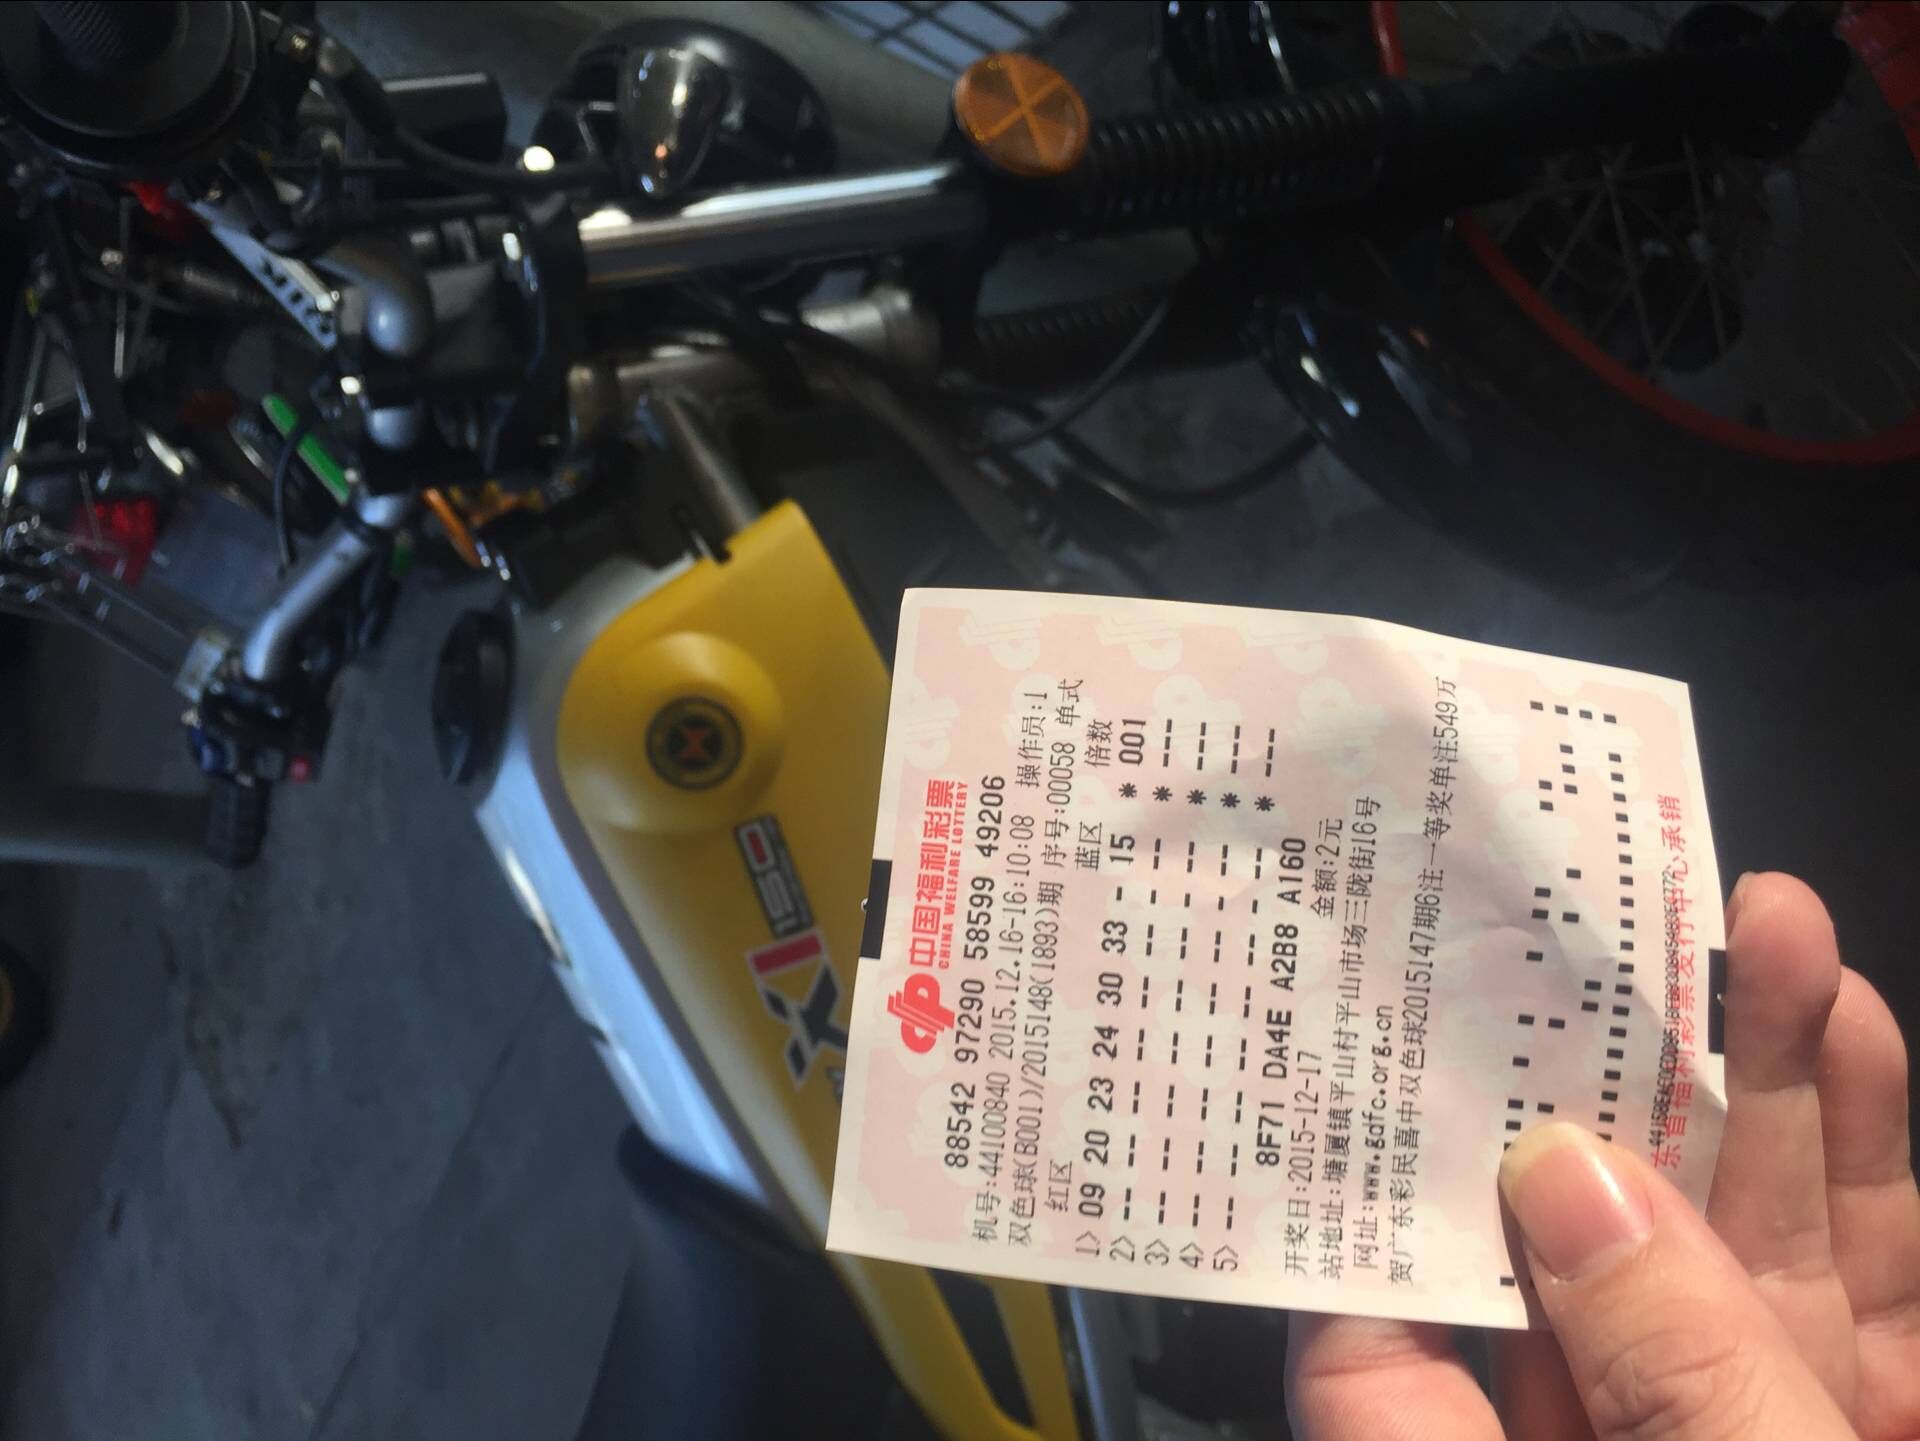 中国福利彩票
CHINA WELFARE LOTTERY
88542 97290 58599 49206
机号:44100840 2015.12.16-16:10:08 操作员:1
双色球(B001)/2015148(1893)期 序号:00058 单式
红区 蓝区 倍数
1> 09 20 23 24 30 33 - 15 * 001
2> -- -- -- -- -- -- - -- * ---
3> -- -- -- -- -- -- - -- * ---
4> -- -- -- -- -- -- - -- * ---
5> -- -- -- -- -- -- - -- * ---
8F71 DA4E A2B8 A160
开奖日:2015-12-17 金额:2元
站地址:塘厦镇平山村平山市场三陇街16号
网址:www.gdfc.org.cn
贺广东彩民喜中双色球2015147期6注一等奖单注549万
东省福利彩票发行中心承销